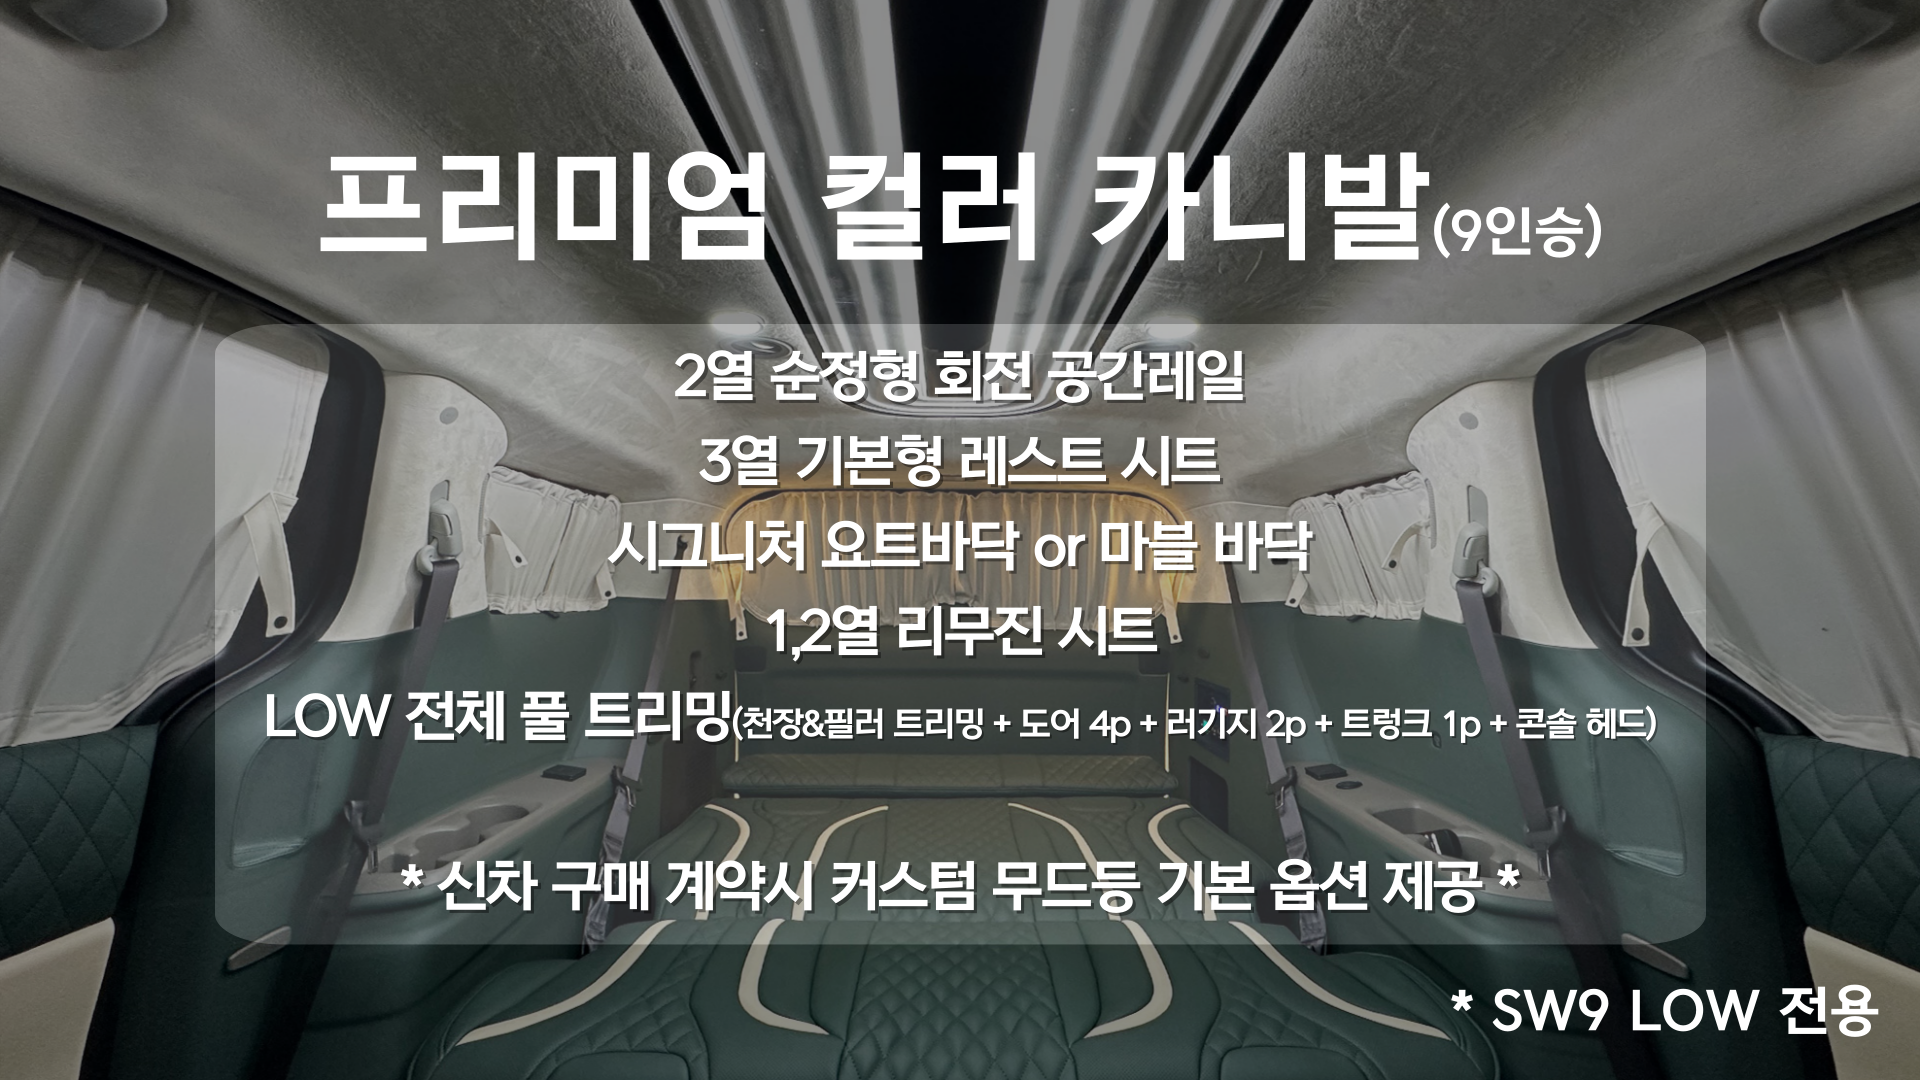 프리미엄 컬러 카니발(9인승)
2열 순정형 회전 공간레일
3열 기본형 레스트 시트
시그니처 요트바닥 or 마블 바닥
1,2열 리무진 시트
LOW 전체 풀 트리밍(천장&필러 트리밍 + 도어 4p + 러기지 2p + 트렁크 1p + 콘솔 헤드)
* 신차 구매 계약시 커스텀 무드등 기본 옵션 제공 *
* SW9 LOW 전용